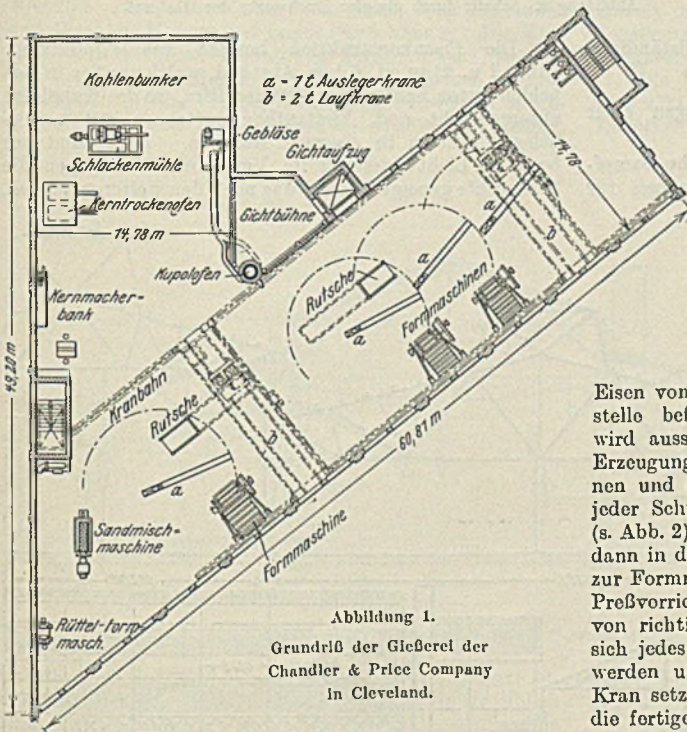 Kohlenbunker
a = 1 t Auslegerkrane
b = 2 t Laufkrane
Schlackenmühle
Gebläse
Gichtaufzug
Kerntrockenofen
Gichtbühne
14,78 m
14,78
b
a
Kupolofen
Kernmacher-
bank
Rutsche
a
a
Formmaschinen
49,20 m
Kranbahn
Rutsche
b
a
60,81 m
Sandmisch-
maschine
Formmaschine
Rüttel-form-
masch.
Abbildung 1.
Grundriß der Gießerei der
Chandler & Price Company
in Cleveland.
Eisen von
stelle bef
wird auss
Erzeugung
nen und
jeder Sch
(s. Abb. 2)
dann in d
zur Formm
Preßvorric
von richti
sich jedes
werden u
Kran setz
die fertige